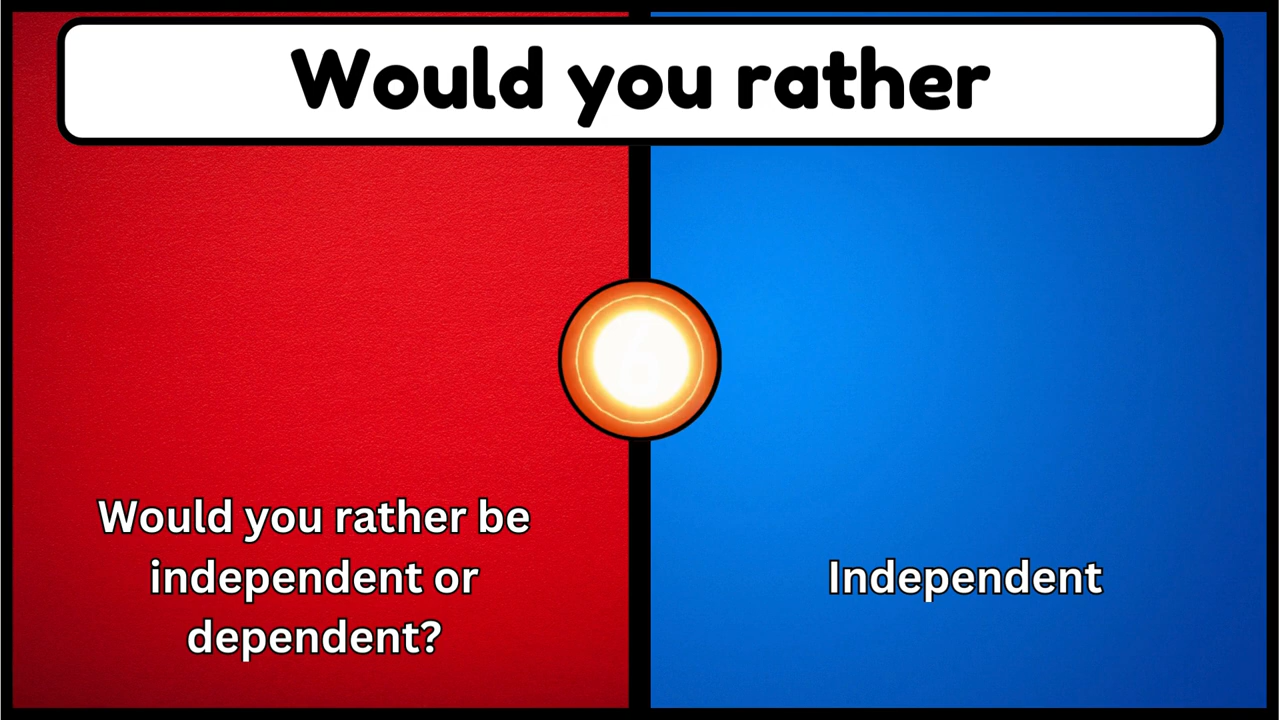 Would you rather
Would you rather be
independent or
dependent?
Independent